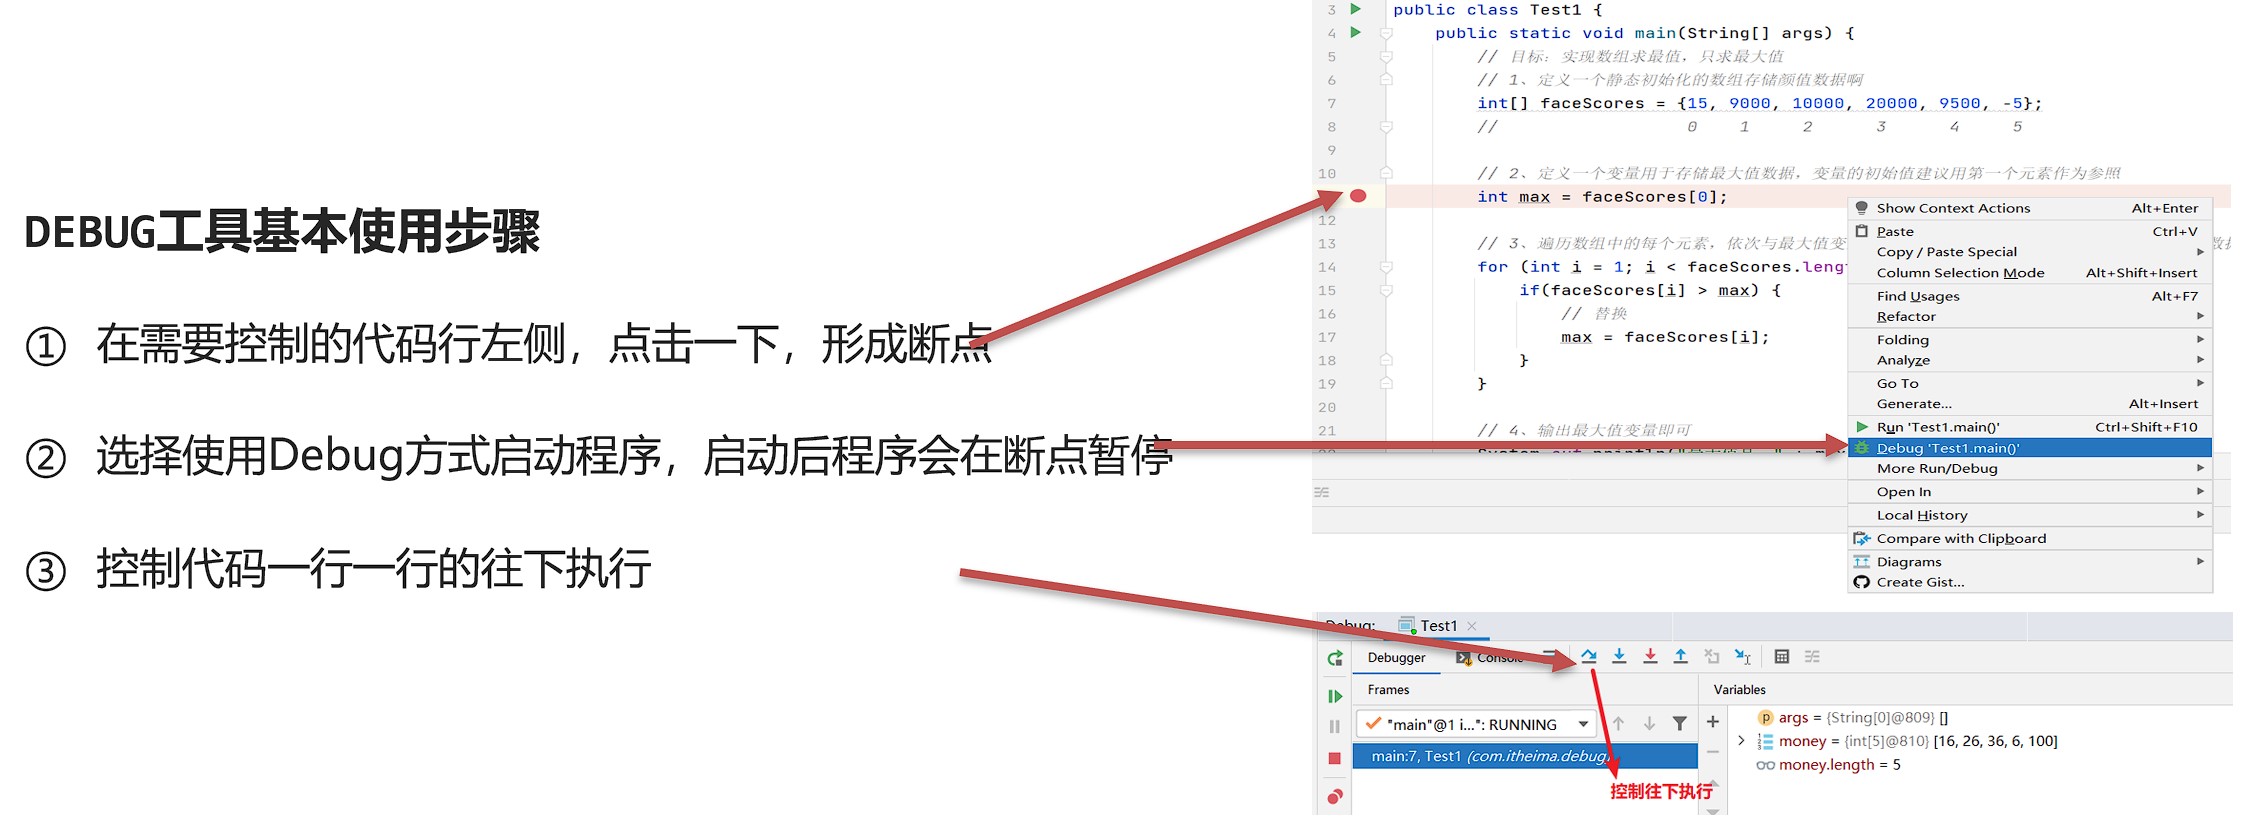 DEBUG工具基本使用步骤
① 在需要控制的代码行左侧，点击一下，形成断点
② 选择使用Debug方式启动程序，启动后程序会在断点暂停
③ 控制代码一行一行的往下执行
3 public class Test1 {
4 public static void main(String[] args) {
5 // 目标：实现数组求最值，只求最大值
6 // 1、定义一个静态初始化的数组存储颜值数据啊
7 int[] faceScores = {15, 9000, 10000, 20000, 9500, -5};
8 // 0 1 2 3 4 5
9
10 // 2、定义一个变量用于存储最大值数据，变量的初始值建议用第一个元素作为参照
int max = faceScores[0];
12
13 // 3、遍历数组中的每个元素，依次与最大值变
14 for (int i = 1; i < faceScores.leng
15 if(faceScores[i] > max) {
16 // 替换
17 max = faceScores[i];
18 }
19 }
20
21 // 4、输出最大值变量即可
Show Context Actions Alt+Enter
Paste Ctrl+V
Copy / Paste Special
Column Selection Mode Alt+Shift+Insert
Find Usages Alt+F7
Refactor
Folding
Analyze
Go To
Generate... Alt+Insert
Run 'Test1.main()' Ctrl+Shift+F10
Debug 'Test1.main()'
More Run/Debug
Open In
Local History
Compare with Clipboard
Diagrams
Create Gist...
Debug: Test1
Debugger Console
Frames
Variables
"main"@1 i...": RUNNING
main:7, Test1 (com.itheima.debug)
args = {String[0]@809} []
money = {int[5]@810} [16, 26, 36, 6, 100]
money.length = 5
控制往下执行